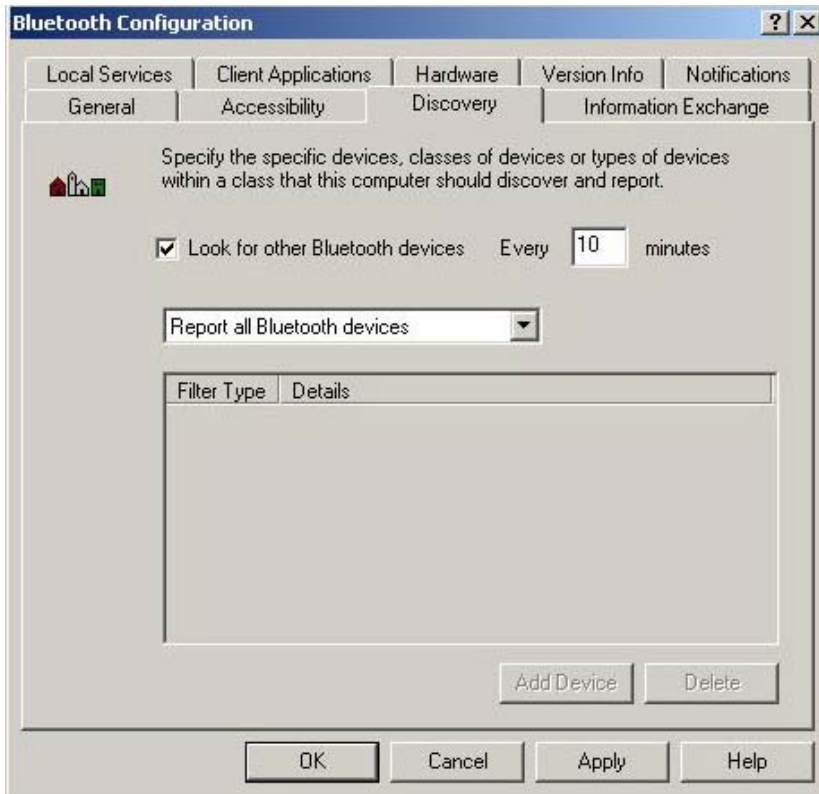 Bluetooth Configuration
Local Services Client Applications Hardware Version Info Notifications
General Accessibility Discovery Information Exchange
Specify the specific devices, classes of devices or types of devices
within a class that this computer should discover and report.
Look for other Bluetooth devices Every 10 minutes
Report all Bluetooth devices
Filter Type Details
Add Device Delete
OK Cancel Apply Help